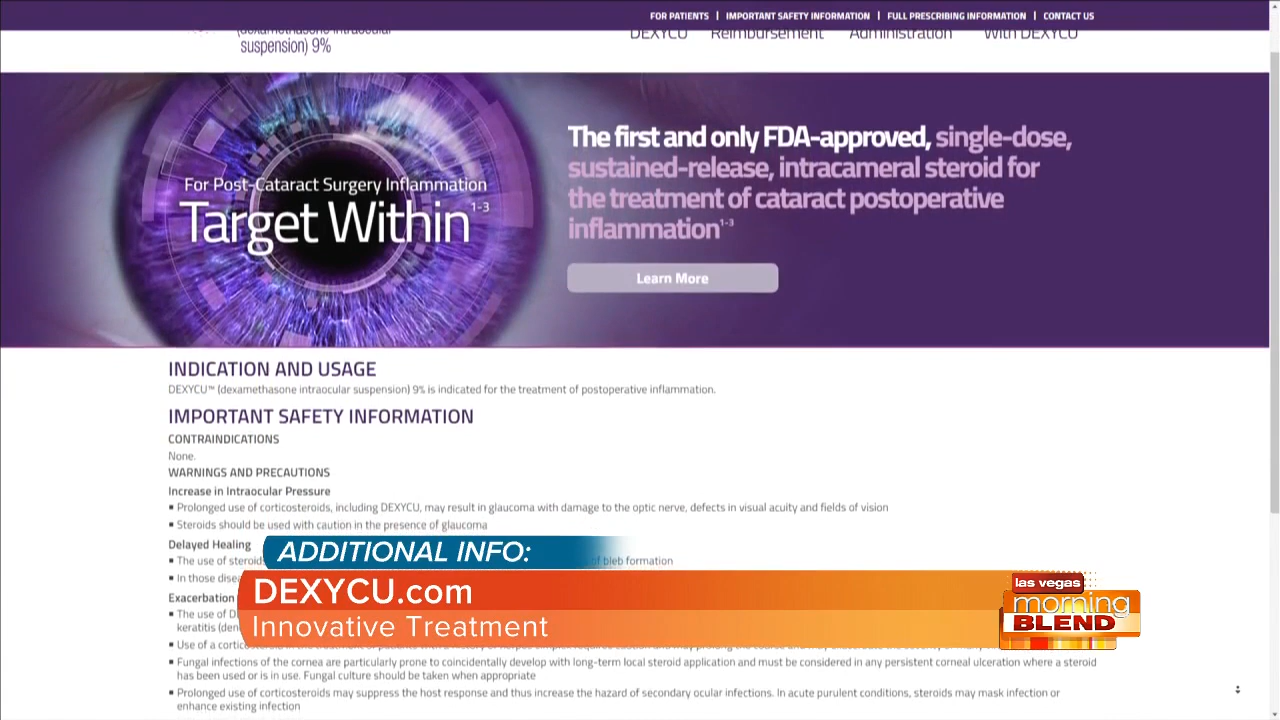 FOR PATIENTS | IMPORTANT SAFETY INFORMATION | FULL PRESCRIBING INFORMATION | CONTACT US
(dexamethasone intraocular
suspension) 9%
DEXYCU Reimbursement Administration With DEXYCU
The first and only FDA-approved, single-dose,
sustained-release, intracameral steroid for
the treatment of cataract postoperative
inflammation¹⁻³
For Post-Cataract Surgery Inflammation
Target Within¹⁻³
Learn More
INDICATION AND USAGE
DEXYCU™ (dexamethasone intraocular suspension) 9% is indicated for the treatment of postoperative inflammation.
IMPORTANT SAFETY INFORMATION
CONTRAINDICATIONS
None.
WARNINGS AND PRECAUTIONS
Increase in Intraocular Pressure
▪ Prolonged use of corticosteroids, including DEXYCU, may result in glaucoma with damage to the optic nerve, defects in visual acuity and fields of vision
▪ Steroids should be used with caution in the presence of glaucoma
Delayed Healing
▪ The use of steroids of bleb formation
▪ In those
Exacerbation
▪ The use of
keratitis
▪ Use of a
▪ Fungal infections of the cornea are particularly prone to coincidentally develop with long-term local steroid application and must be considered in any persistent corneal ulceration where a steroid
has been used or is in use. Fungal culture should be taken when appropriate
▪ Prolonged use of corticosteroids may suppress the host response and thus increase the hazard of secondary ocular infections. In acute purulent conditions, steroids may mask infection or
enhance existing infection
ADDITIONAL INFO:
DEXYCU.com
Innovative Treatment
las vegas
morning
BLEND